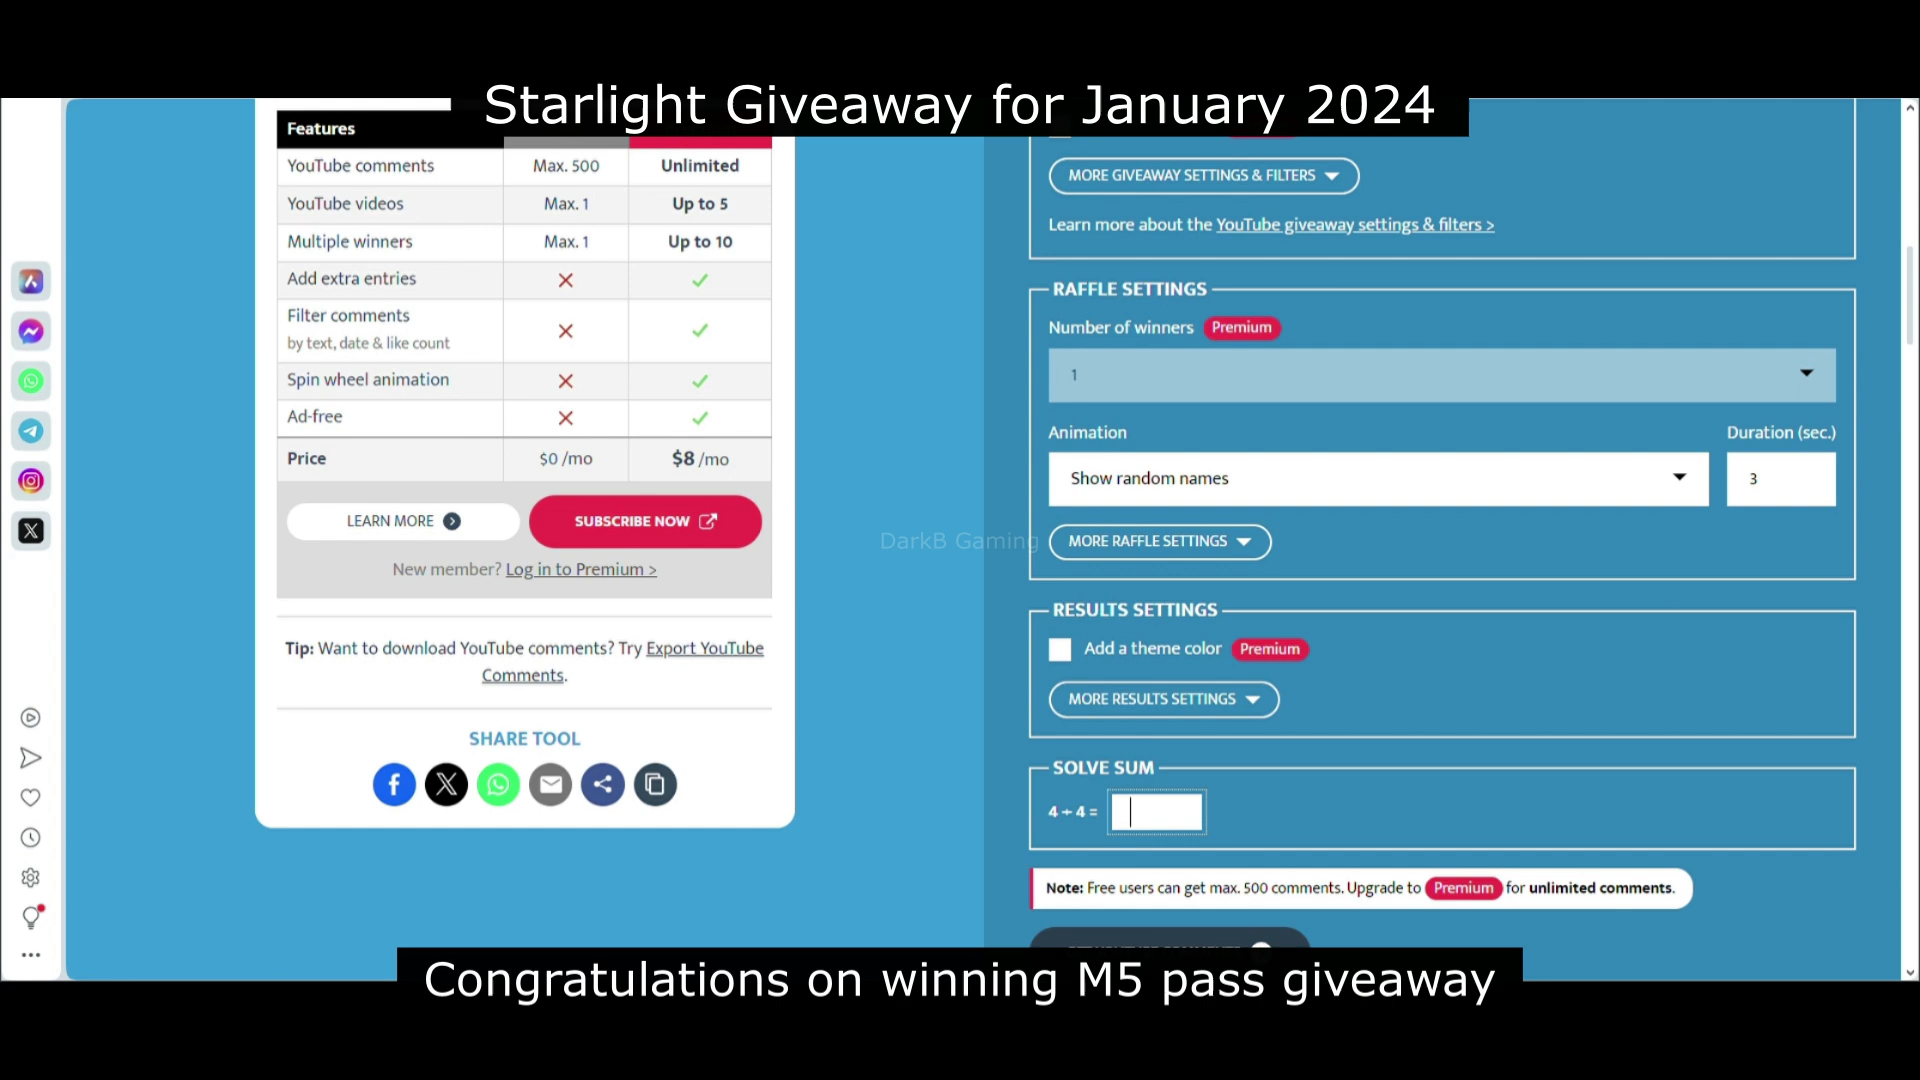 Starlight Giveaway for January 2024
Features
YouTube comments Max. 500 Unlimited
YouTube videos Max. 1 Up to 5
Multiple winners Max. 1 Up to 10
Add extra entries
Filter comments
by text, date & like count
Spin wheel animation
Ad-free
Price $0 /mo $8 /mo
LEARN MORE SUBSCRIBE NOW
New member? Log in to Premium >
Tip: Want to download YouTube comments? Try Export YouTube
Comments.
SHARE TOOL
MORE GIVEAWAY SETTINGS & FILTERS
Learn more about the YouTube giveaway settings & filters >
RAFFLE SETTINGS
Number of winners Premium
1
Animation Duration (sec.)
Show random names 3
MORE RAFFLE SETTINGS
DarkB Gaming
RESULTS SETTINGS
Add a theme color Premium
MORE RESULTS SETTINGS
SOLVE SUM
4 ÷ 4 =
Note: Free users can get max. 500 comments. Upgrade to Premium for unlimited comments.
Congratulations on winning M5 pass giveaway